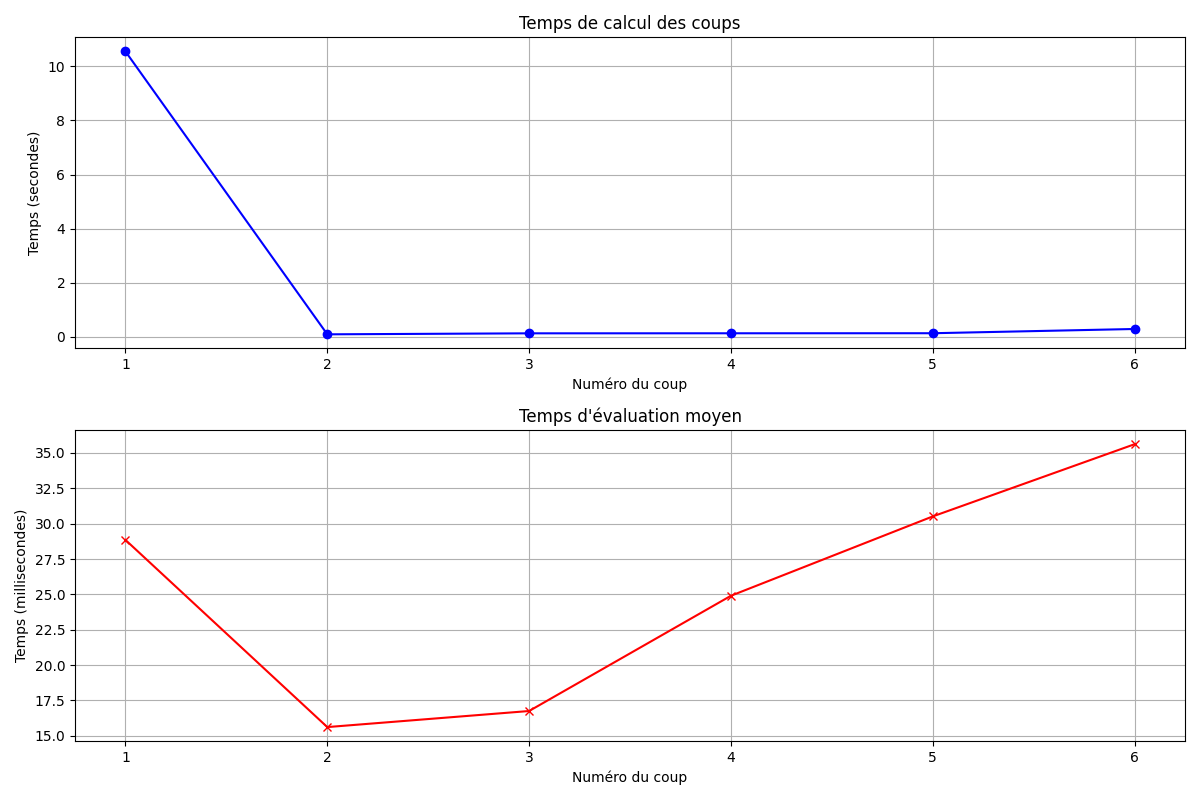 Temps de calcul des coups
Temps (secondes)
10
8
6
4
2
0
1 2 3 4 5 6
Numéro du coup
Temps d'évaluation moyen
Temps (millisecondes)
35.0
32.5
30.0
27.5
25.0
22.5
20.0
17.5
15.0
1 2 3 4 5 6
Numéro du coup